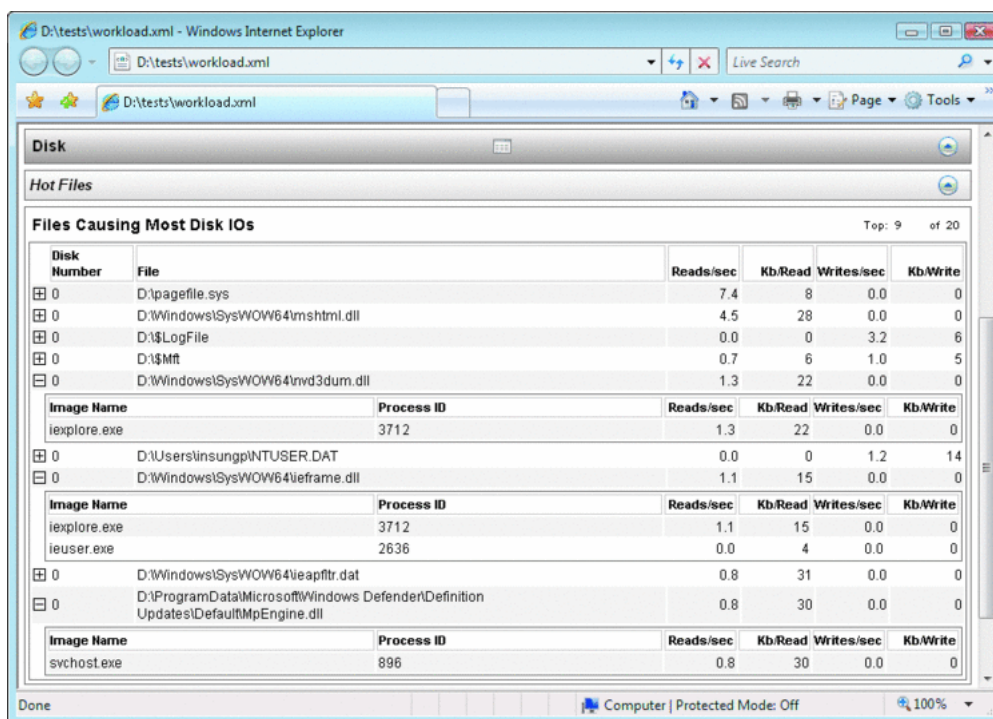 D:\tests\workload.xml - Windows Internet Explorer
D:\tests\workload.xml Live Search
D:\tests\workload.xml Page Tools
Disk
Hot Files
Files Causing Most Disk IOs Top: 9 of 20
Disk Number File Reads/sec Kb/Read Writes/sec Kb/Write
0 D:\pagefile.sys 7.4 8 0.0 0
0 D:\Windows\SysWOW64\mshtml.dll 4.5 28 0.0 0
0 D:\$LogFile 0.0 0 3.2 6
0 D:\$Mft 0.7 6 1.0 5
0 D:\Windows\SysWOW64\nvd3dum.dll 1.3 22 0.0 0
Image Name Process ID Reads/sec Kb/Read Writes/sec Kb/Write
iexplore.exe 3712 1.3 22 0.0 0
0 D:\Users\insungp\NTUSER.DAT 0.0 0 1.2 14
0 D:\Windows\SysWOW64\ieframe.dll 1.1 15 0.0 0
Image Name Process ID Reads/sec Kb/Read Writes/sec Kb/Write
iexplore.exe 3712 1.1 15 0.0 0
ieuser.exe 2636 0.0 4 0.0 0
0 D:\Windows\SysWOW64\ieapfltr.dat 0.8 31 0.0 0
0 D:\ProgramData\Microsoft\Windows Defender\Definition
Updates\Default\MpEngine.dll 0.8 30 0.0 0
Image Name Process ID Reads/sec Kb/Read Writes/sec Kb/Write
svchost.exe 896 0.8 30 0.0 0
Done Computer | Protected Mode: Off 100%